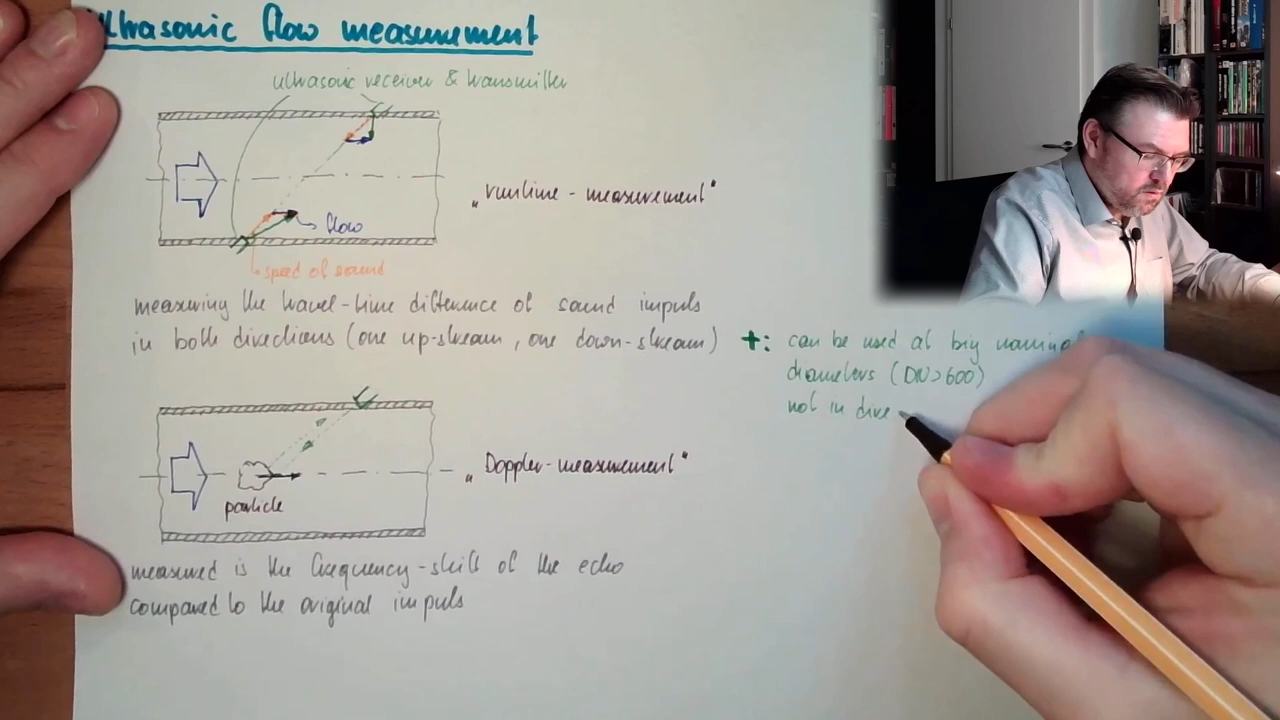 ultrasonic flow measurement
ultrasonic receiver & transmitter
"runtime-measurement"
flow
speed of sound
measuring the travel-time difference of sound impuls
in both directions (one up-stream, one down-stream)
+: can be used at big nominal
diameters (DN>600)
not in dire
"Doppler-measurement"
particle
measured is the frequency-shift of the echo
compared to the original impuls